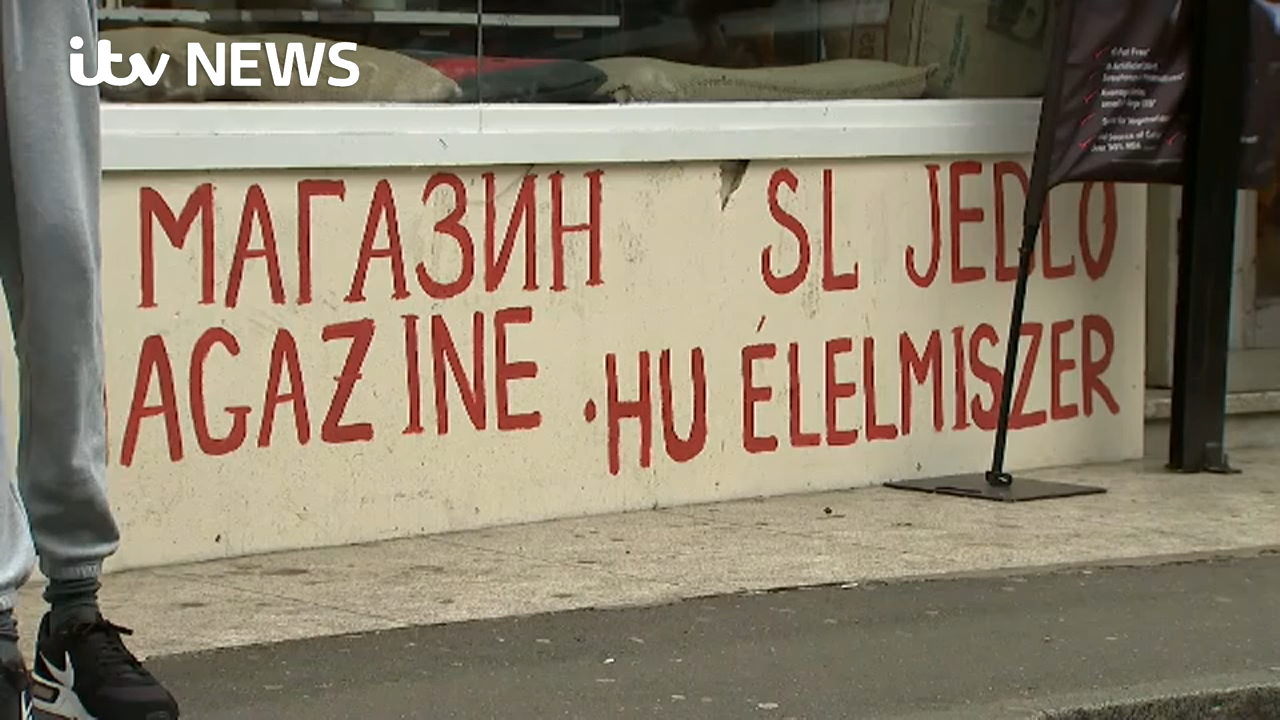 itv NEWS
МАГАЗИН SL JEDLO
AGAZINE ·HU ÉLELMISZER